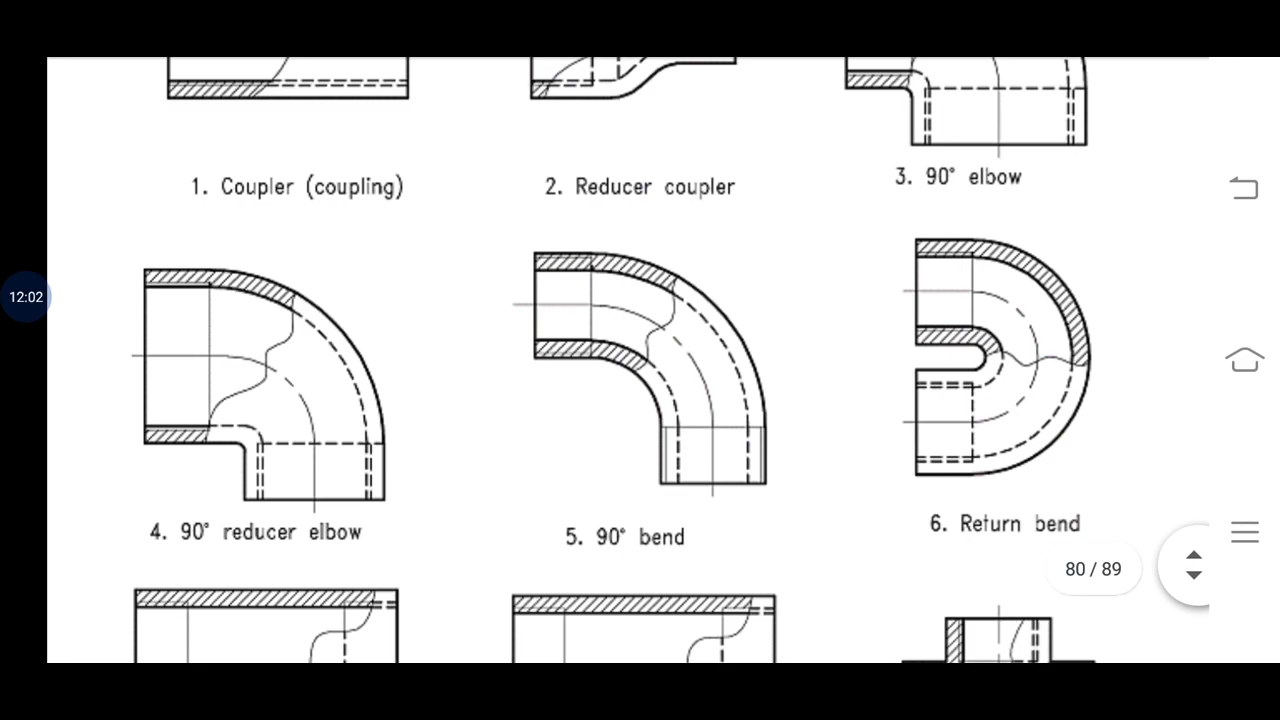 1. Coupler (coupling)
2. Reducer coupler
3. 90° elbow
12:02
4. 90° reducer elbow
5. 90° bend
6. Return bend
80 / 89